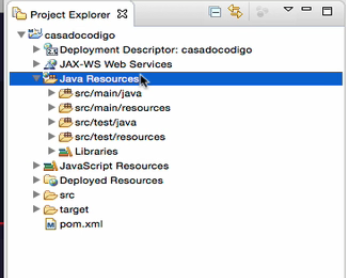 Project Explorer
casadocodigo
Deployment Descriptor: casadocodigo
JAX-WS Web Services
Java Resources
src/main/java
src/main/resources
src/test/java
src/test/resources
Libraries
JavaScript Resources
Deployed Resources
src
target
pom.xml